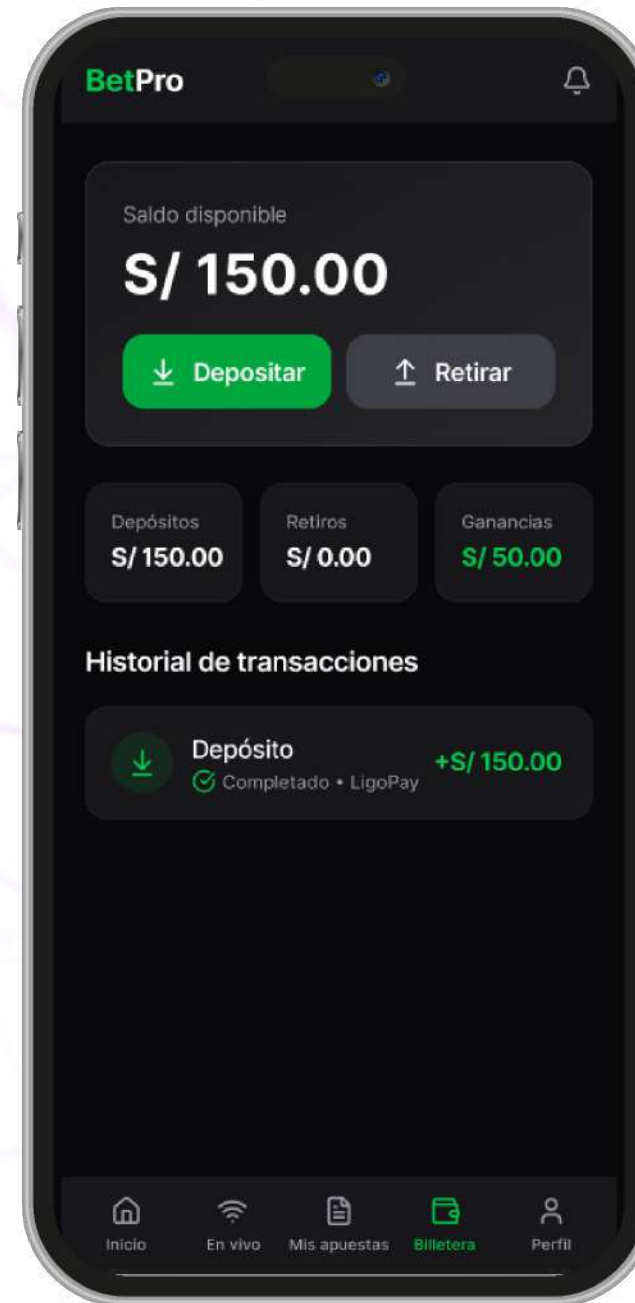 BetPro
Saldo disponible
S/ 150.00
Depositar
Retirar
Depósitos
Retiros
Ganancias
S/ 150.00
S/ 0.00
S/ 50.00
Historial de transacciones
Depósito
+S/ 150.00
Completado • LigoPay
Inicio
En vivo
Mis apuestas
Billetera
Perfil